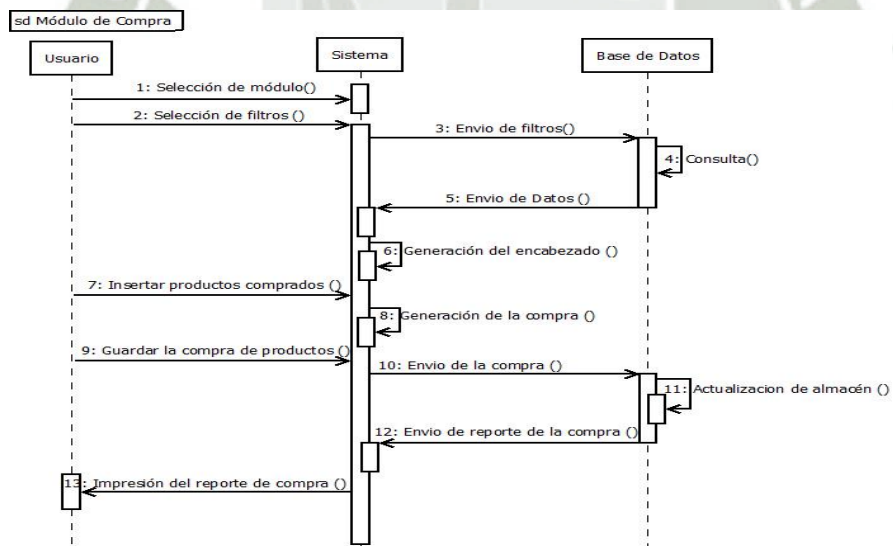 sd Módulo de Compra
Usuario
Sistema
Base de Datos
1: Selección de módulo()
2: Selección de filtros ()
3: Envio de filtros()
4: Consulta()
5: Envio de Datos ()
6: Generación del encabezado ()
7: Insertar productos comprados ()
8: Generación de la compra ()
9: Guardar la compra de productos ()
10: Envio de la compra ()
11: Actualizacion de almacén ()
12: Envio de reporte de la compra ()
13: Impresión del reporte de compra ()